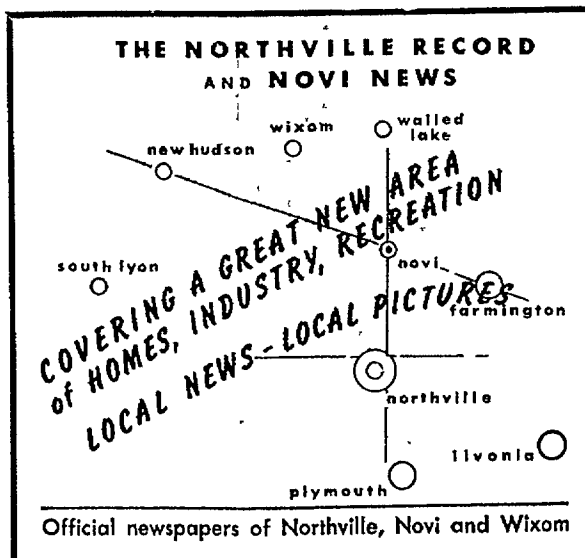 THE NORTHVILLE RECORD
AND NOVI NEWS
wixom
walled
lake
new hudson
COVERING A GREAT NEW AREA
of HOMES, INDUSTRY, RECREATION
novi
south lyon
farmington
LOCAL NEWS - LOCAL PICTURES
northville
livonia
plymouth
Official newspapers of Northville, Novi and Wixom